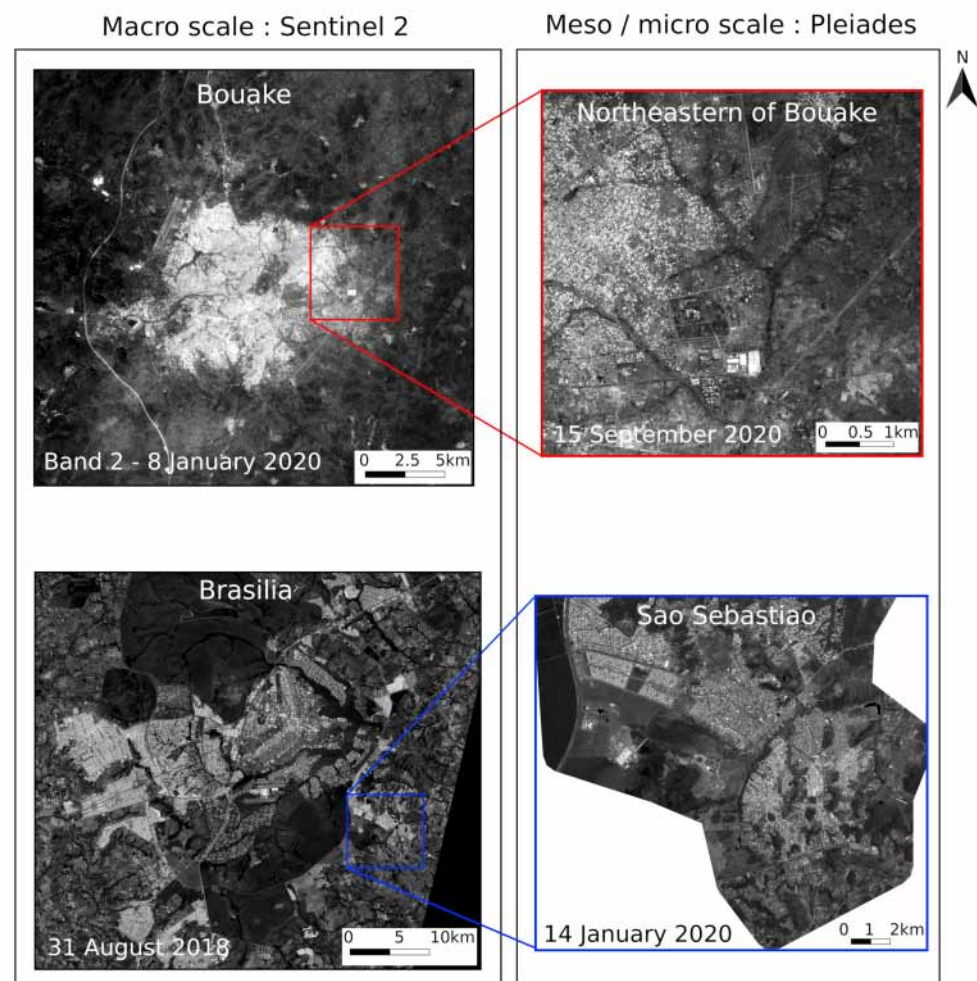 Macro scale : Sentinel 2
Meso / micro scale : Pleiades
N
Bouake
Band 2 - 8 January 2020
0 2.5 5km
Northeastern of Bouake
15 September 2020
0 0.5 1km
Brasilia
31 August 2018
0 5 10km
Sao Sebastiao
14 January 2020
0 1 2km